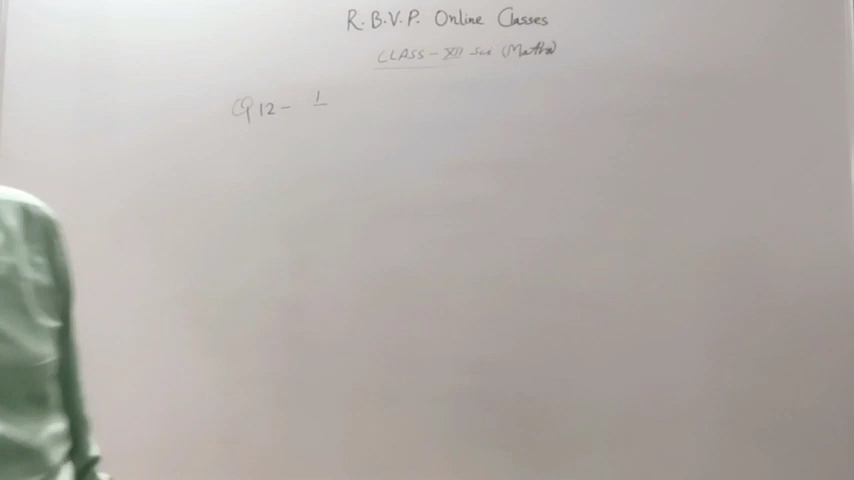 R.B.V.P. Online Classes
CLASS - XII Sci (Maths)
Q12 - 1